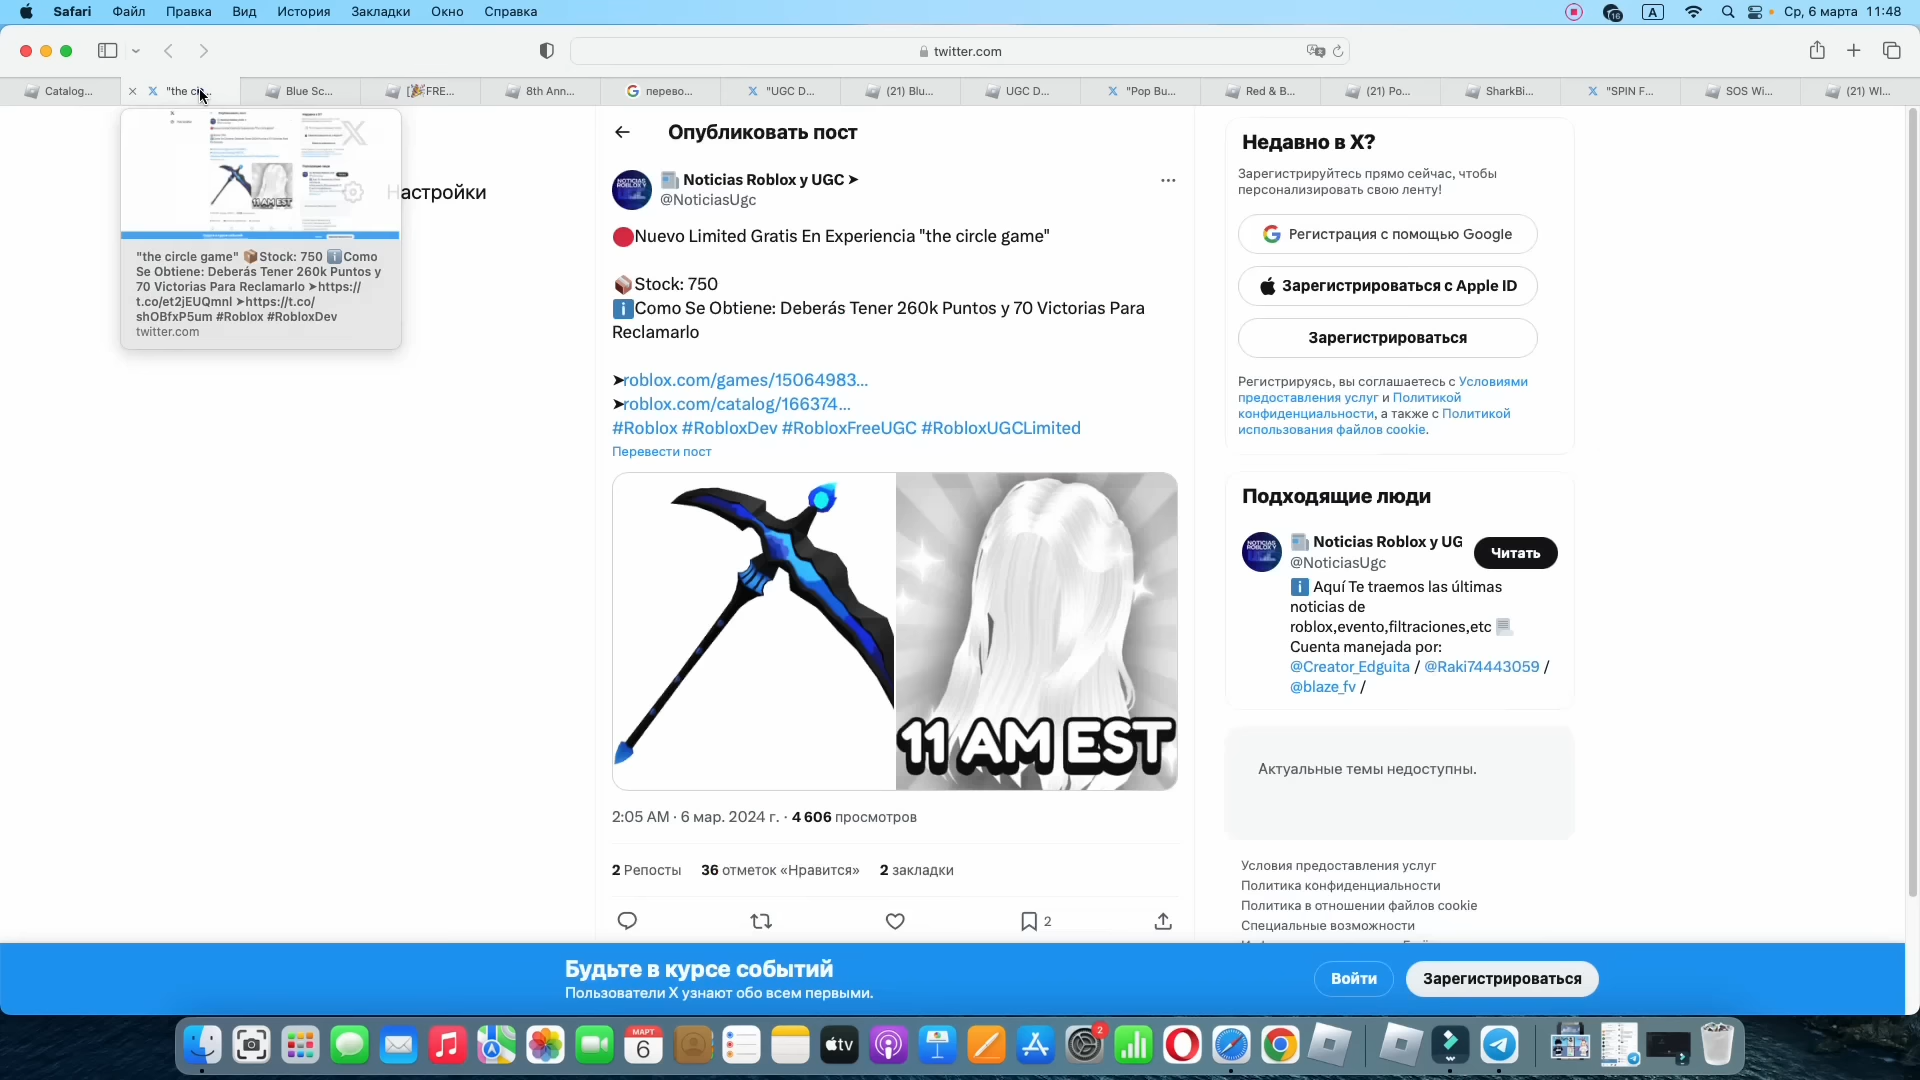 Safari Файл Правка Вид История Закладки Окно Справка
16 A Ср, 6 марта 11:48
twitter.com
Catalog... "the cir... Blue Sc... [🎉FRE... 8th Ann... перево... "UGC D... (21) Blu... UGC D... "Pop Bu... Red & B... (21) Po... SharkBi... "SPIN F... SOS Wi... (21) WI...
"the circle game" 📦Stock: 750 ℹ️Como
Se Obtiene: Deberás Tener 260k Puntos y
70 Victorias Para Reclamarlo ➤https://
t.co/et2jEUQmnI ➤https://t.co/
shOBfxP5um #Roblox #RobloxDev
twitter.com
Настройки
Опубликовать пост
📰 Noticias Roblox y UGC ➤
@NoticiasUgc
🔴Nuevo Limited Gratis En Experiencia "the circle game"
📦Stock: 750
ℹ️Como Se Obtiene: Deberás Tener 260k Puntos y 70 Victorias Para
Reclamarlo
➤roblox.com/games/15064983...
➤roblox.com/catalog/166374...
#Roblox #RobloxDev #RobloxFreeUGC #RobloxUGCLimited
Перевести пост
11 AM EST
2:05 AM · 6 мар. 2024 г. · 4 606 просмотров
2 Репосты 36 отметок «Нравится» 2 закладки
2
Недавно в X?
Зарегистрируйтесь прямо сейчас, чтобы
персонализировать свою ленту!
Регистрация с помощью Google
Зарегистрироваться с Apple ID
Зарегистрироваться
Регистрируясь, вы соглашаетесь с Условиями
предоставления услуг и Политикой
конфиденциальности, а также с Политикой
использования файлов cookie.
Подходящие люди
📰 Noticias Roblox y UG
@NoticiasUgc
Читать
ℹ️ Aquí Te traemos las últimas
noticias de
roblox,evento,filtraciones,etc 📃
Cuenta manejada por:
@Creator_Edguita / @Raki74443059 /
@blaze_fv /
Актуальные темы недоступны.
Условия предоставления услуг
Политика конфиденциальности
Политика в отношении файлов cookie
Специальные возможности
Будьте в курсе событий
Пользователи X узнают обо всем первыми.
Войти
Зарегистрироваться
МАРТ
6
tv
2